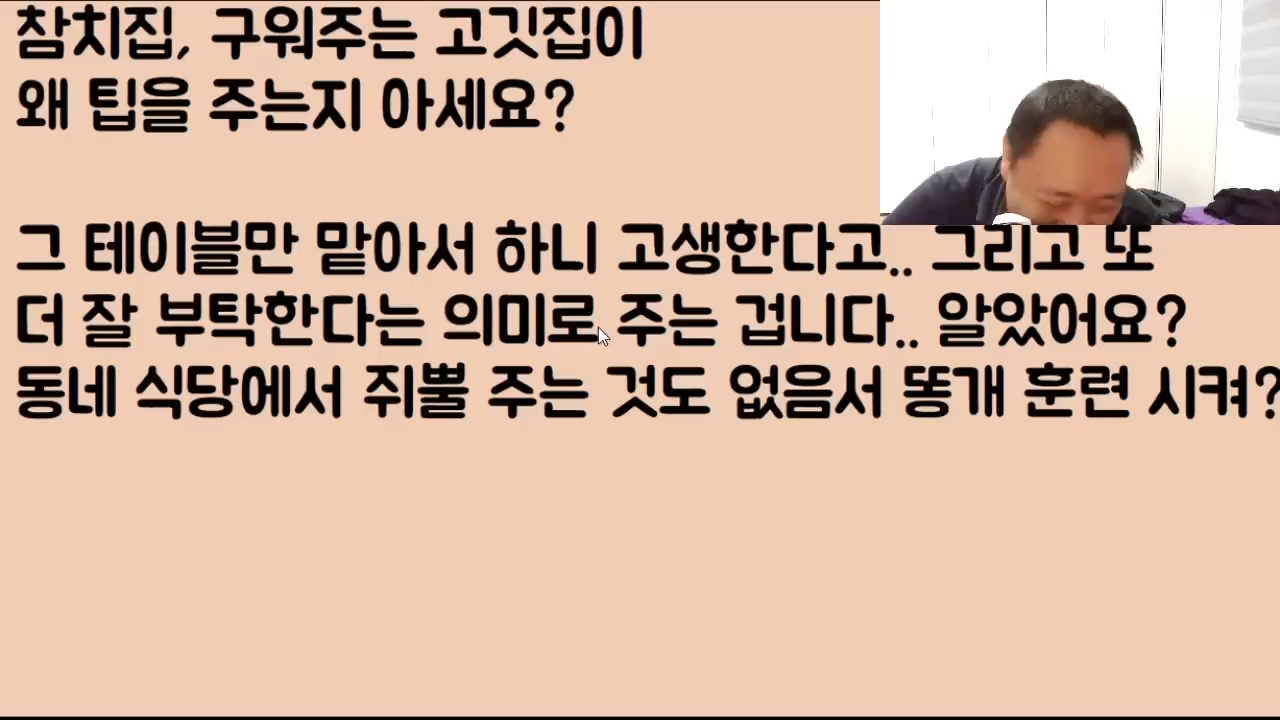 참치집, 구워주는 고깃집이
왜 팁을 주는지 아세요?
그 테이블만 맡아서 하니 고생한다고.. 그리고 또
더 잘 부탁한다는 의미로 주는 겁니다.. 알았어요?
동네 식당에서 쥐뿔 주는 것도 없음서 똥개 훈련 시켜?